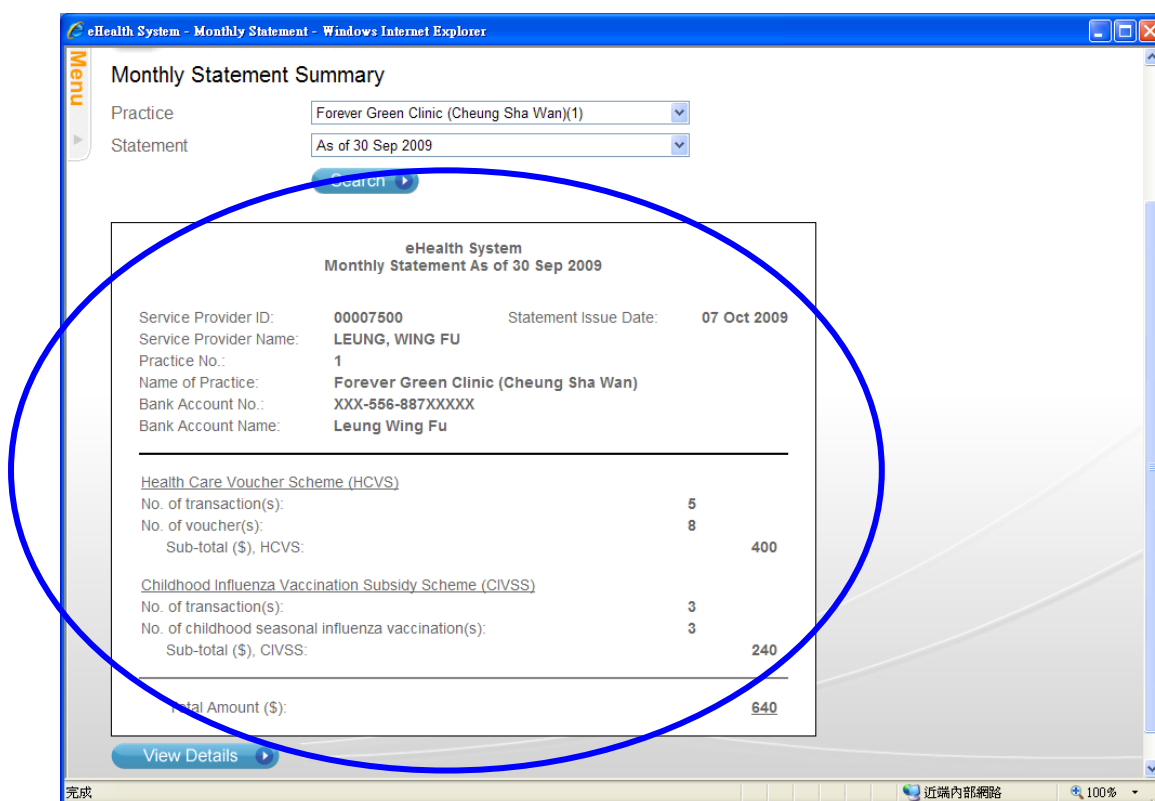 eHealth System - Monthly Statement - Windows Internet Explorer
Menu
Monthly Statement Summary
Practice Forever Green Clinic (Cheung Sha Wan)(1)
Statement As of 30 Sep 2009
Search
eHealth System
Monthly Statement As of 30 Sep 2009
Service Provider ID: 00007500 Statement Issue Date: 07 Oct 2009
Service Provider Name: LEUNG, WING FU
Practice No.: 1
Name of Practice: Forever Green Clinic (Cheung Sha Wan)
Bank Account No.: XXX-556-887XXXXX
Bank Account Name: Leung Wing Fu
Health Care Voucher Scheme (HCVS)
No. of transaction(s): 5
No. of voucher(s): 8
Sub-total ($), HCVS: 400
Childhood Influenza Vaccination Subsidy Scheme (CIVSS)
No. of transaction(s): 3
No. of childhood seasonal influenza vaccination(s): 3
Sub-total ($), CIVSS: 240
Total Amount ($): 640
View Details
完成 近端內部網路 100%